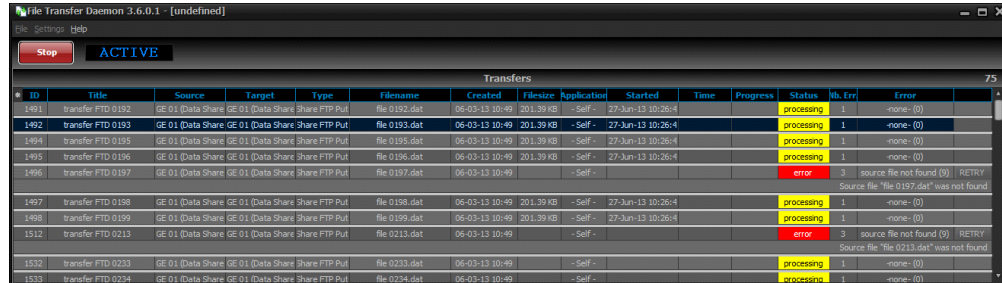 File Transfer Daemon 3.6.0.1 - [undefined]
File Settings Help
Stop ACTIVE
Transfers 75
* ID Title Source Target Type Filename Created Filesize Application Started Time Progress Status Nb. Err. Error
1491 transfer FTD 0192 GE 01 (Data Share GE 01 (Data Share Share FTP Put file 0192.dat 06-03-13 10:49 201.39 KB - Self - 27-Jun-13 10:26:4 processing 1 -none- (0)
1492 transfer FTD 0193 GE 01 (Data Share GE 01 (Data Share Share FTP Put file 0193.dat 06-03-13 10:49 201.39 KB - Self - 27-Jun-13 10:26:4 processing 1 -none- (0)
1494 transfer FTD 0195 GE 01 (Data Share GE 01 (Data Share Share FTP Put file 0195.dat 06-03-13 10:49 201.39 KB - Self - 27-Jun-13 10:26:4 processing 1 -none- (0)
1495 transfer FTD 0196 GE 01 (Data Share GE 01 (Data Share Share FTP Put file 0196.dat 06-03-13 10:49 201.39 KB - Self - 27-Jun-13 10:26:4 processing 1 -none- (0)
1496 transfer FTD 0197 GE 01 (Data Share GE 01 (Data Share Share FTP Put file 0197.dat 06-03-13 10:49 - Self - error 3 source file not found (9) RETRY
Source file "file 0197.dat" was not found
1497 transfer FTD 0198 GE 01 (Data Share GE 01 (Data Share Share FTP Put file 0198.dat 06-03-13 10:49 201.39 KB - Self - 27-Jun-13 10:26:4 processing 1 -none- (0)
1498 transfer FTD 0199 GE 01 (Data Share GE 01 (Data Share Share FTP Put file 0199.dat 06-03-13 10:49 201.39 KB - Self - 27-Jun-13 10:26:4 processing 1 -none- (0)
1512 transfer FTD 0213 GE 01 (Data Share GE 01 (Data Share Share FTP Put file 0213.dat 06-03-13 10:49 - Self - error 3 source file not found (9) RETRY
Source file "file 0213.dat" was not found
1532 transfer FTD 0233 GE 01 (Data Share GE 01 (Data Share Share FTP Put file 0233.dat 06-03-13 10:49 - Self - processing 1 -none- (0)
1533 transfer FTD 0234 GE 01 (Data Share GE 01 (Data Share Share FTP Put file 0234.dat 06-03-13 10:49 - Self - processing 1 -none- (0)